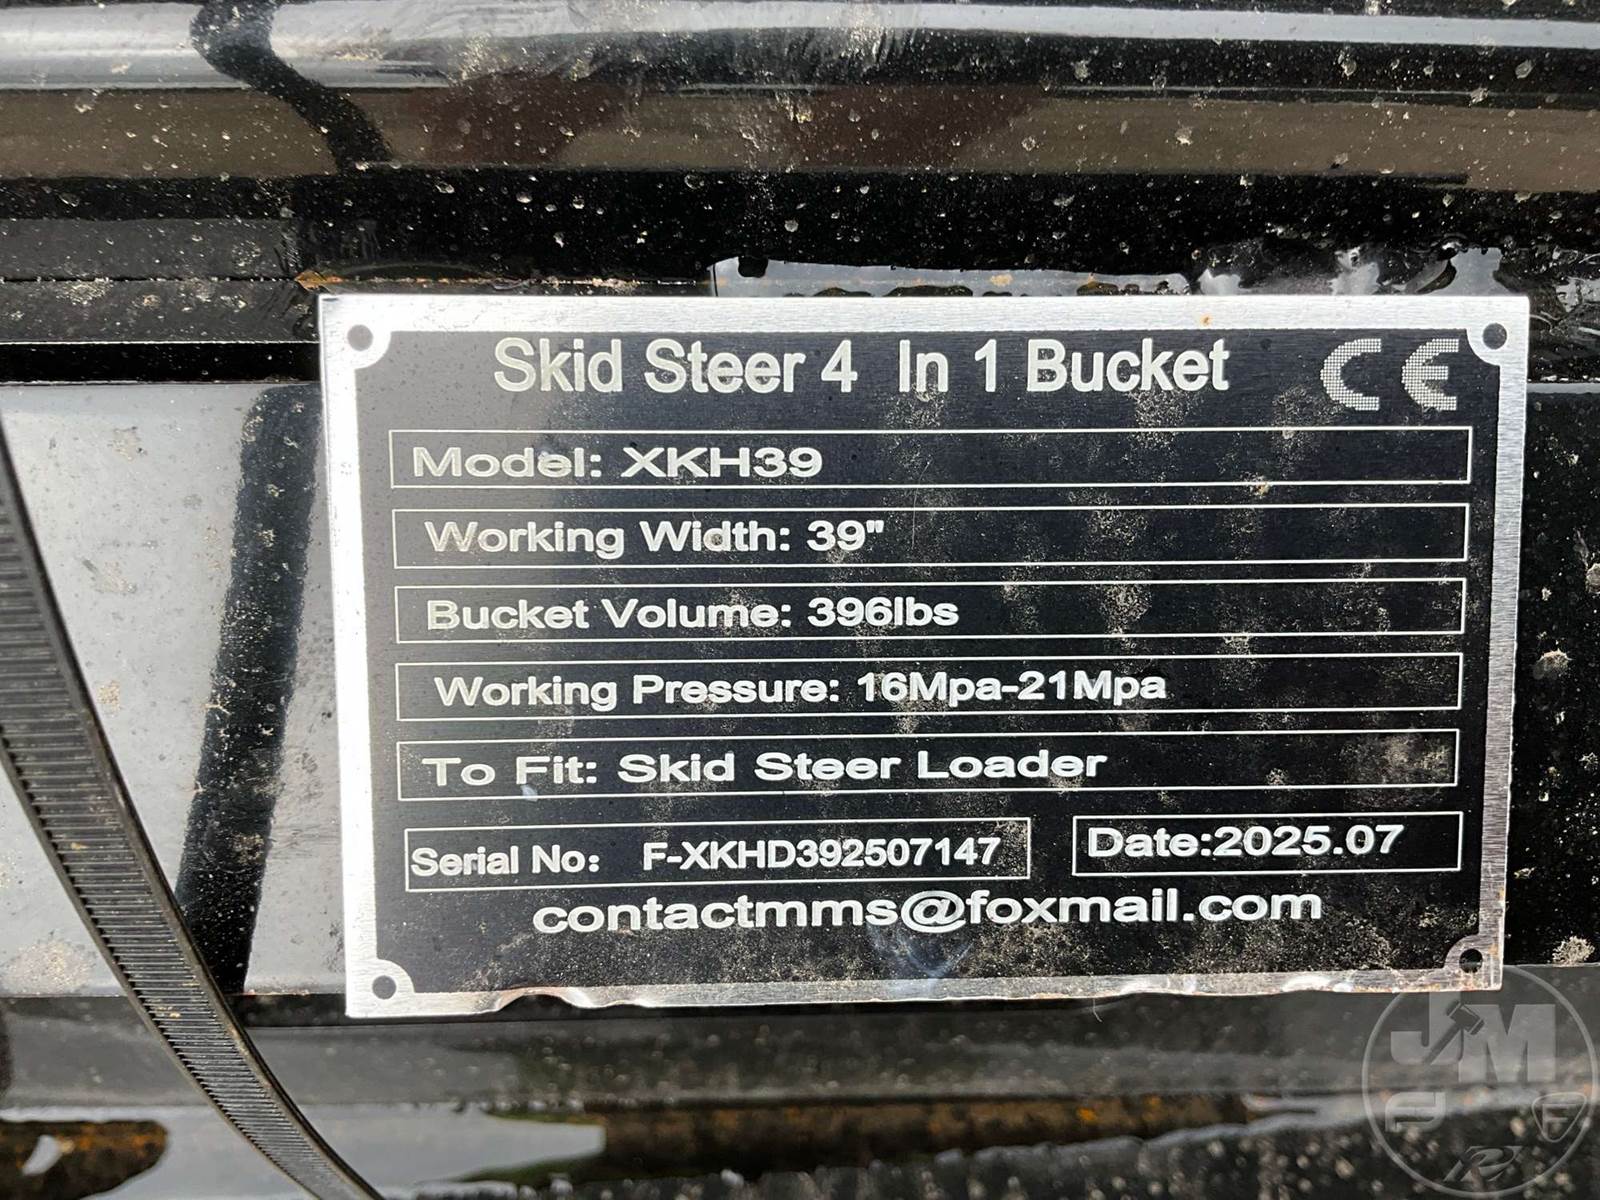 Skid Steer 4 In 1 Bucket CE
Model: XKH39
Working Width: 39"
Bucket Volume: 396lbs
Working Pressure: 16Mpa-21Mpa
To Fit: Skid Steer Loader
Serial No: F-XKHD392507147 Date:2025.07
contactmms@foxmail.com
JM